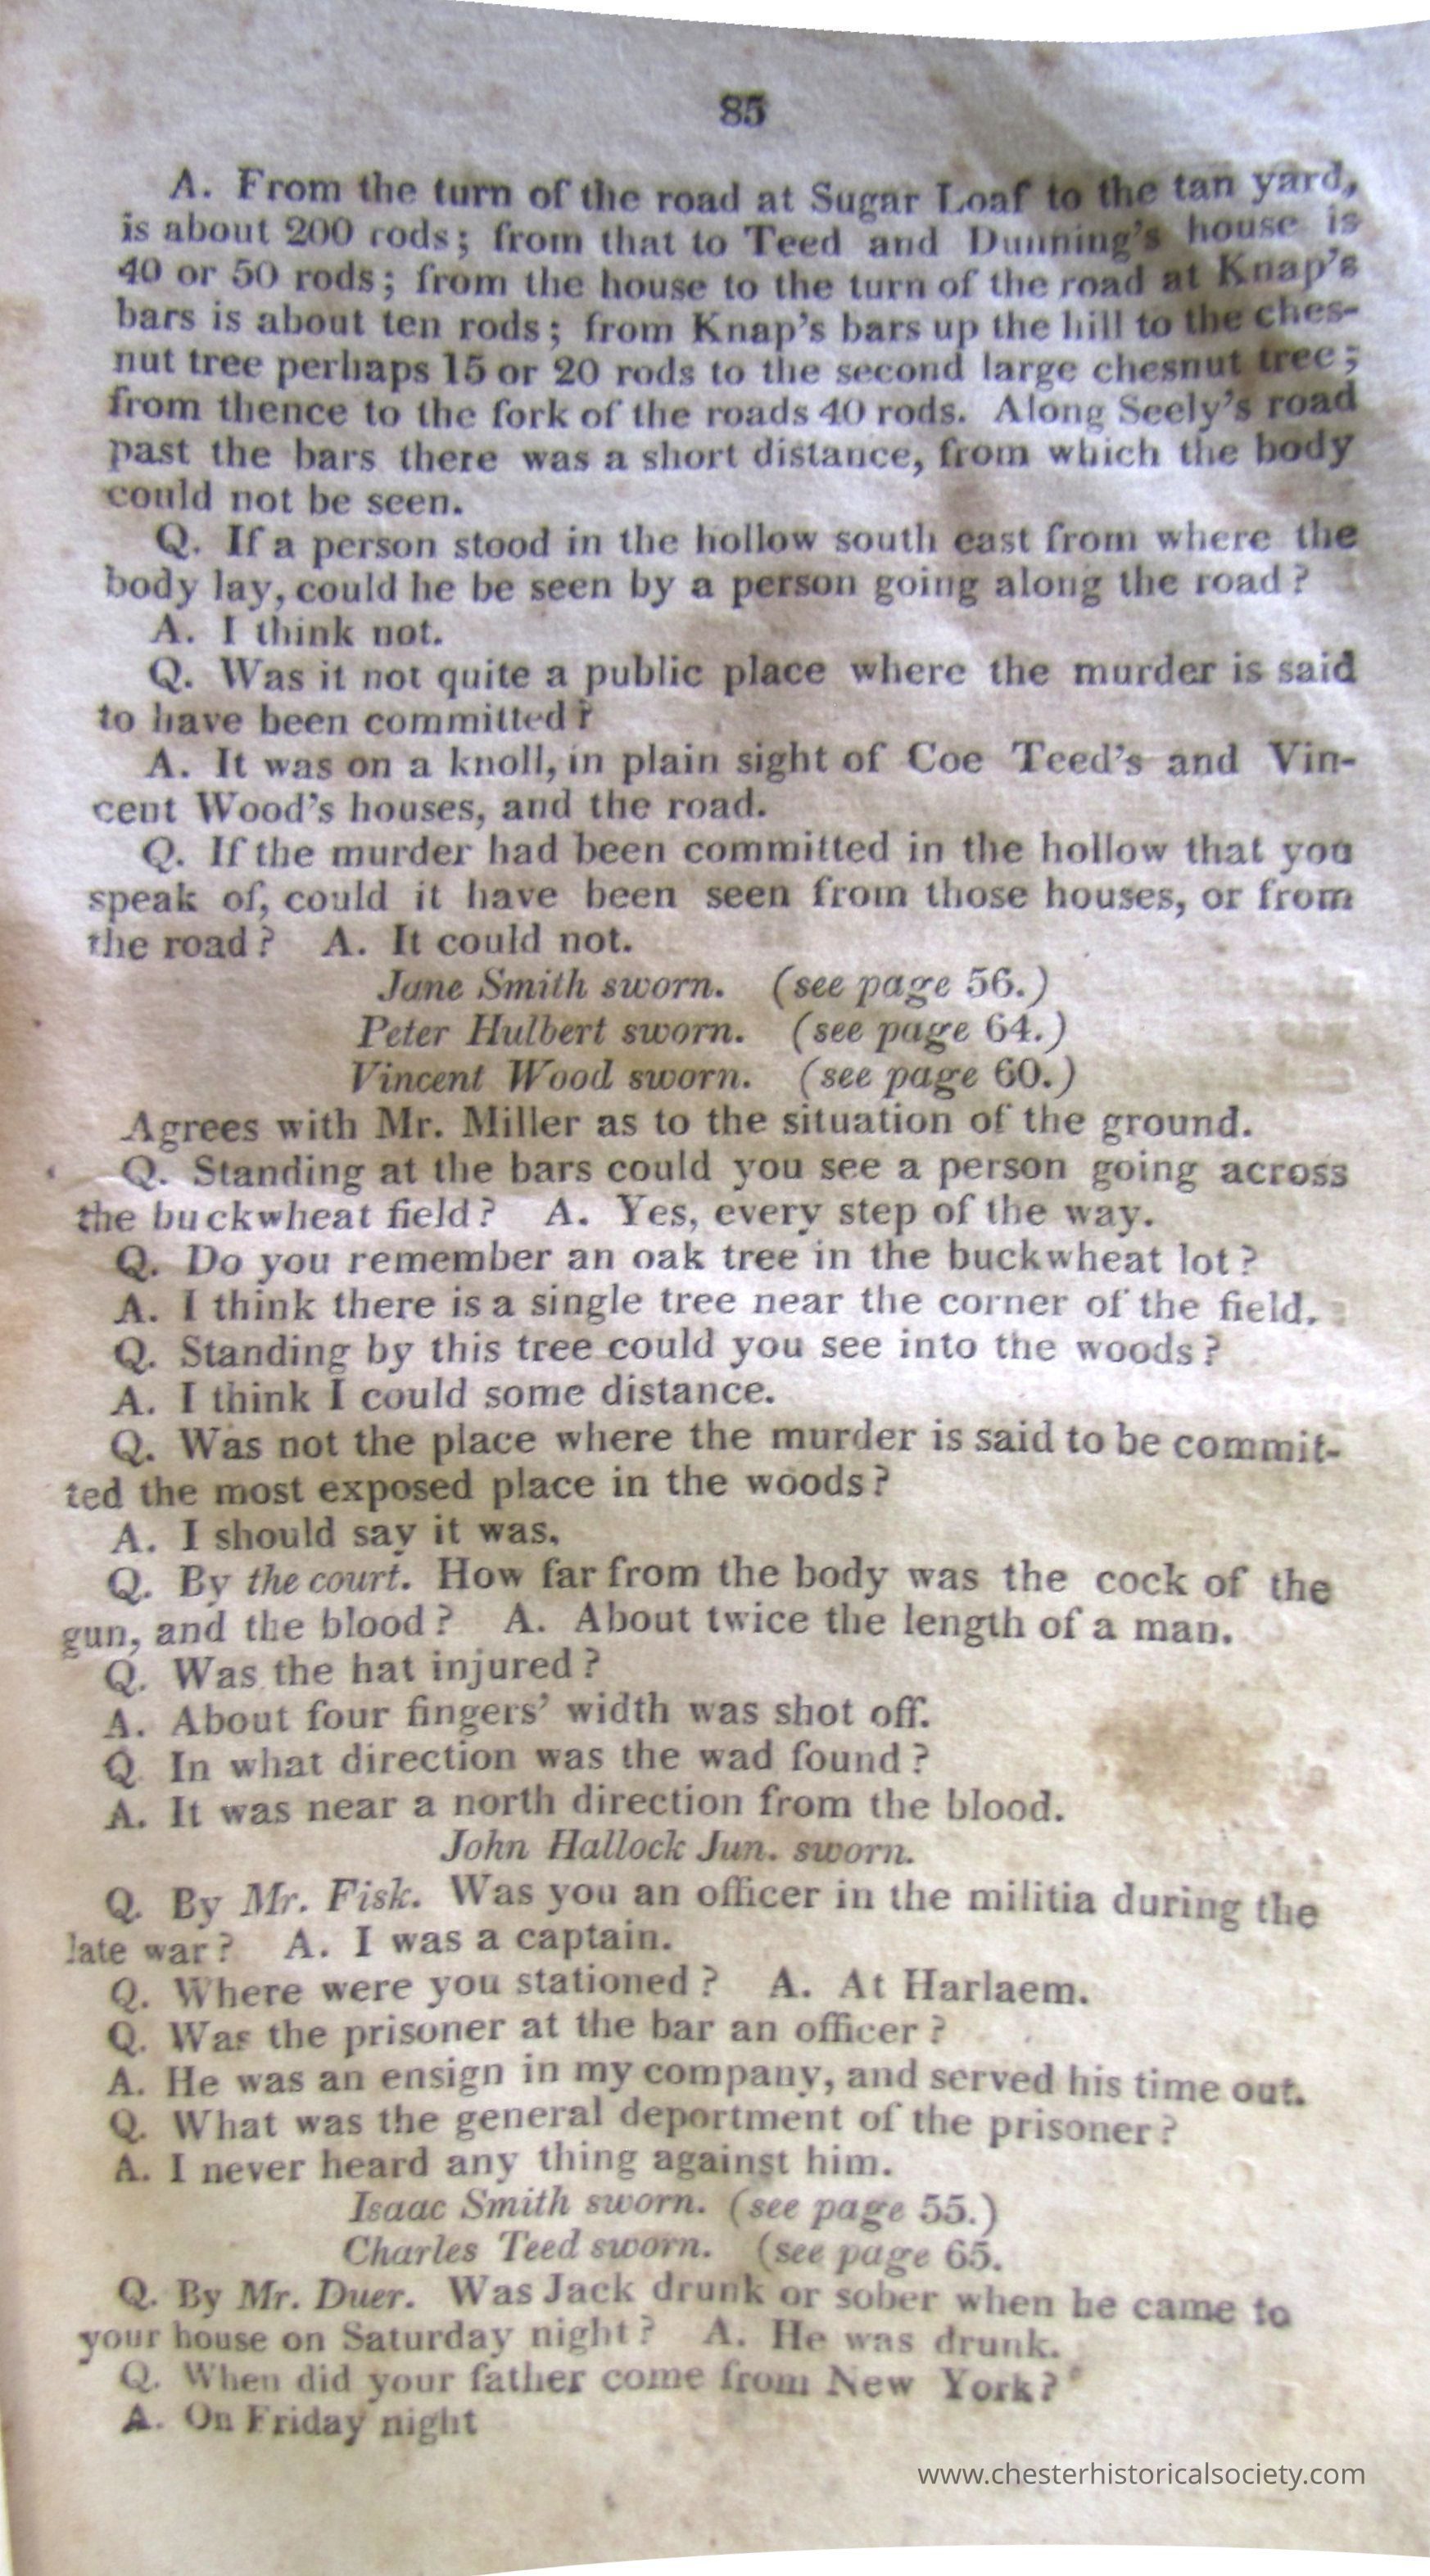 85
A. From the turn of the road at Sugar Loaf to the tan yard,
is about 200 rods; from that to Teed and Dunning's house is
40 or 50 rods; from the house to the turn of the road at Knap's
bars is about ten rods; from Knap's bars up the hill to the ches-
nut tree perhaps 15 or 20 rods to the second large chesnut tree;
from thence to the fork of the roads 40 rods. Along Seely's road
past the bars there was a short distance, from which the body
could not be seen.
Q. If a person stood in the hollow south east from where the
body lay, could he be seen by a person going along the road?
A. I think not.
Q. Was it not quite a public place where the murder is said
to have been committed?
A. It was on a knoll, in plain sight of Coe Teed's and Vin-
cent Wood's houses, and the road.
Q. If the murder had been committed in the hollow that you
speak of, could it have been seen from those houses, or from
the road? A. It could not.
Jane Smith sworn. (see page 56.)
Peter Hulbert sworn. (see page 64.)
Vincent Wood sworn. (see page 60.)
Agrees with Mr. Miller as to the situation of the ground.
Q. Standing at the bars could you see a person going across
the buckwheat field? A. Yes, every step of the way.
Q. Do you remember an oak tree in the buckwheat lot?
A. I think there is a single tree near the corner of the field.
Q. Standing by this tree could you see into the woods?
A. I think I could some distance.
Q. Was not the place where the murder is said to be commit-
ted the most exposed place in the woods?
A. I should say it was.
Q. By the court. How far from the body was the cock of the
gun, and the blood? A. About twice the length of a man.
Q. Was the hat injured?
A. About four fingers' width was shot off.
Q In what direction was the wad found?
A. It was near a north direction from the blood.
John Hallock Jun. sworn.
Q. By Mr. Fisk. Was you an officer in the militia during the
late war? A. I was a captain.
Q. Where were you stationed? A. At Harlaem.
Q. Was the prisoner at the bar an officer?
A. He was an ensign in my company, and served his time out.
Q. What was the general deportment of the prisoner?
A. I never heard any thing against him.
Isaac Smith sworn. (see page 55.)
Charles Teed sworn. (see page 65.
Q. By Mr. Duer. Was Jack drunk or sober when he came to
your house on Saturday night? A. He was drunk.
Q. When did your father come from New York?
A. On Friday night
www.chesterhistoricalsociety.com